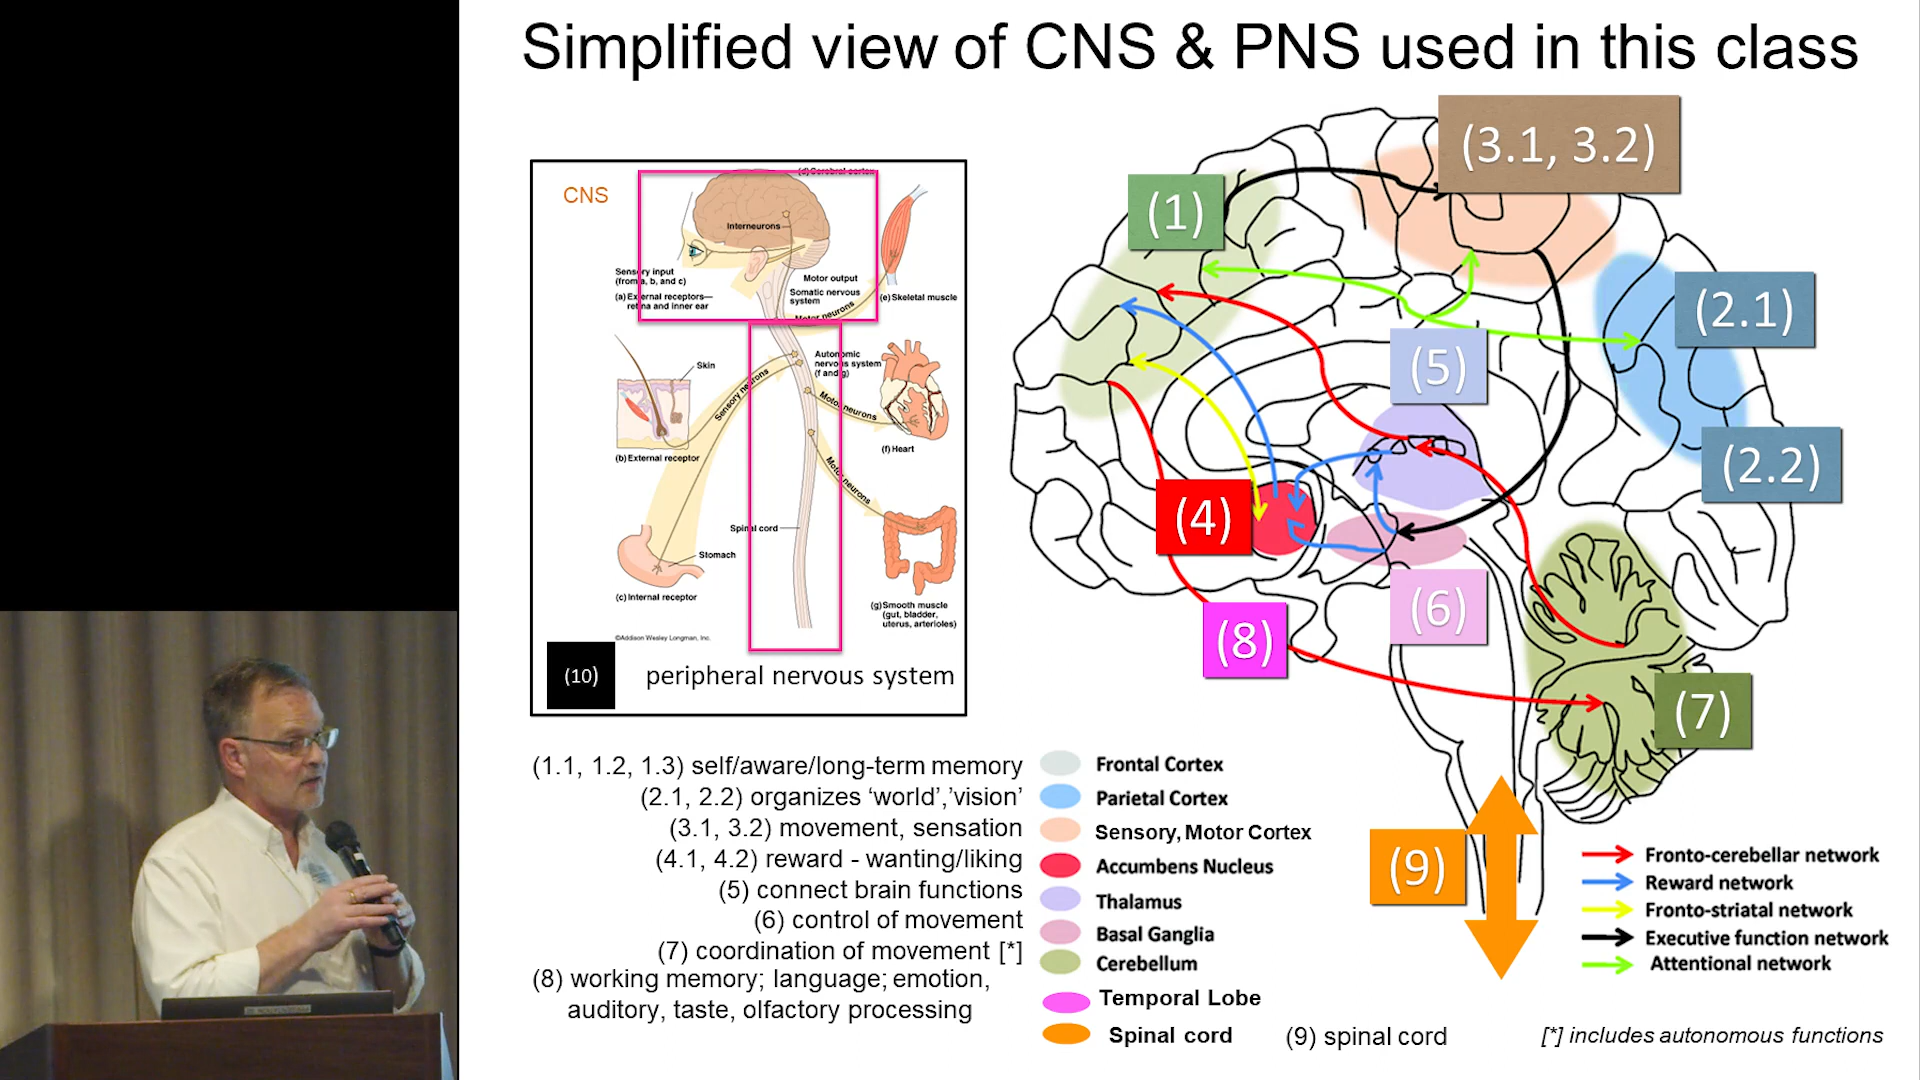 Simplified view of CNS & PNS used in this class
CNS
(d) Cerebral cortex
Interneurons
Sensory input
(from a, b, and c)
(a) External receptors—
retina and inner ear
Motor output
Somatic nervous
system
Motor neurons
(e) Skeletal muscle
Skin
Sensory neurons
Autonomic
nervous system
(f and g)
Motor neurons
(b) External receptor
(f) Heart
Motor neurons
Spinal cord
Stomach
(c) Internal receptor
(g) Smooth muscle
(gut, bladder,
uterus, arterioles)
©Addison Wesley Longman, Inc.
(10)
peripheral nervous system
(3.1, 3.2)
(1)
(2.1)
(5)
(2.2)
(4)
(6)
(8)
(7)
(9)
(1.1, 1.2, 1.3) self/aware/long-term memory
(2.1, 2.2) organizes ‘world’,’vision’
(3.1, 3.2) movement, sensation
(4.1, 4.2) reward - wanting/liking
(5) connect brain functions
(6) control of movement
(7) coordination of movement [*]
(8) working memory; language; emotion,
auditory, taste, olfactory processing
Frontal Cortex
Parietal Cortex
Sensory, Motor Cortex
Accumbens Nucleus
Thalamus
Basal Ganglia
Cerebellum
Temporal Lobe
Spinal cord
(9) spinal cord
Fronto-cerebellar network
Reward network
Fronto-striatal network
Executive function network
Attentional network
[*] includes autonomous functions